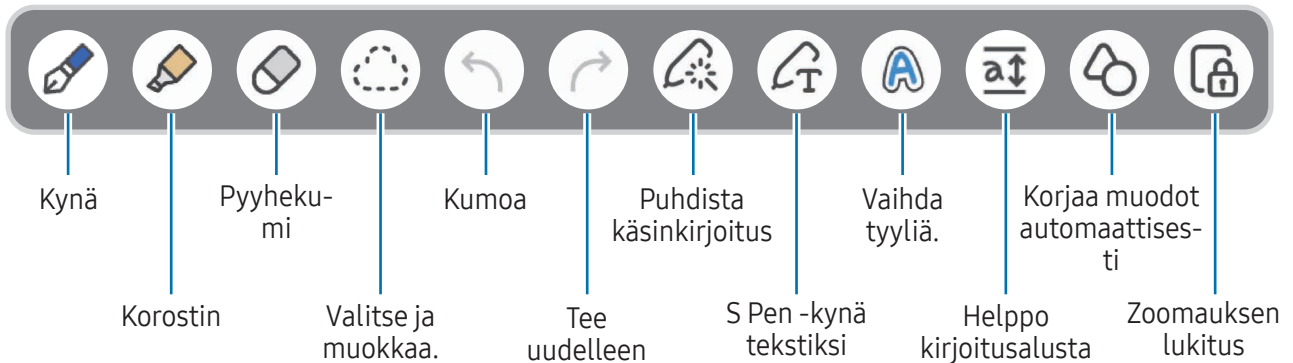 Kynä
Pyyheku-
mi
Kumoa
Puhdista
käsinkirjoitus
Vaihda
tyyliä.
Korjaa muodot
automaattises-
ti
Korostin
Valitse ja
muokkaa.
Tee
uudelleen
S Pen -kynä
tekstiksi
Helppo
kirjoitusalusta
Zoomauksen
lukitus